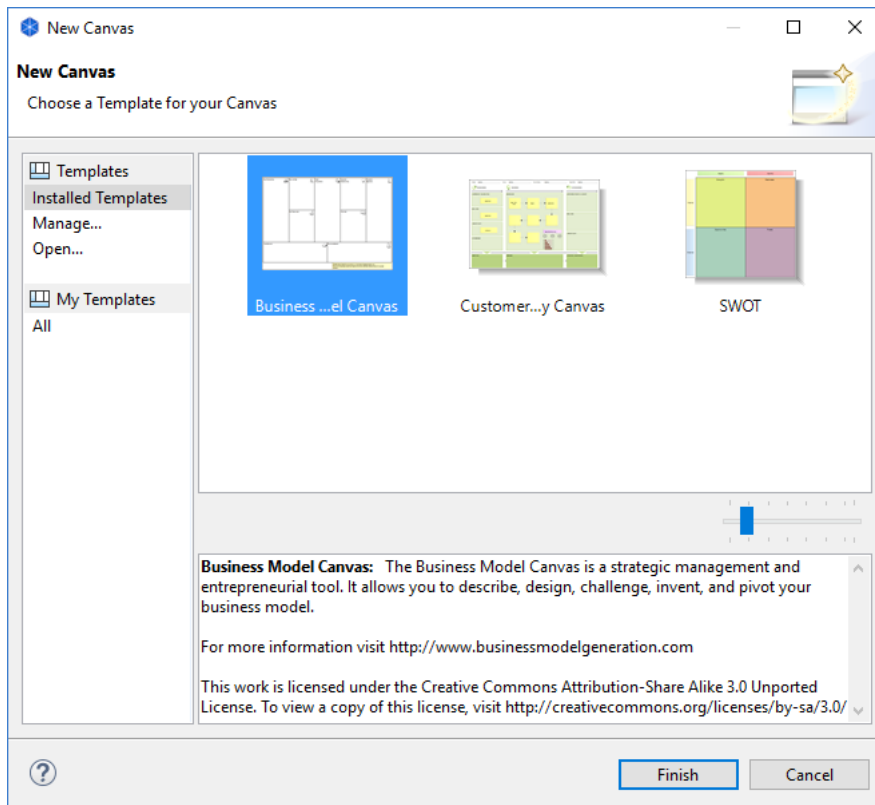 New Canvas
New Canvas
Choose a Template for your Canvas
Templates
Installed Templates
Manage...
Open...
My Templates
All
Business ...el Canvas
Customer...y Canvas
SWOT
Business Model Canvas: The Business Model Canvas is a strategic management and
entrepreneurial tool. It allows you to describe, design, challenge, invent, and pivot your
business model.
For more information visit http://www.businessmodelgeneration.com
This work is licensed under the Creative Commons Attribution-Share Alike 3.0 Unported
License. To view a copy of this license, visit http://creativecommons.org/licenses/by-sa/3.0/
?
Finish
Cancel